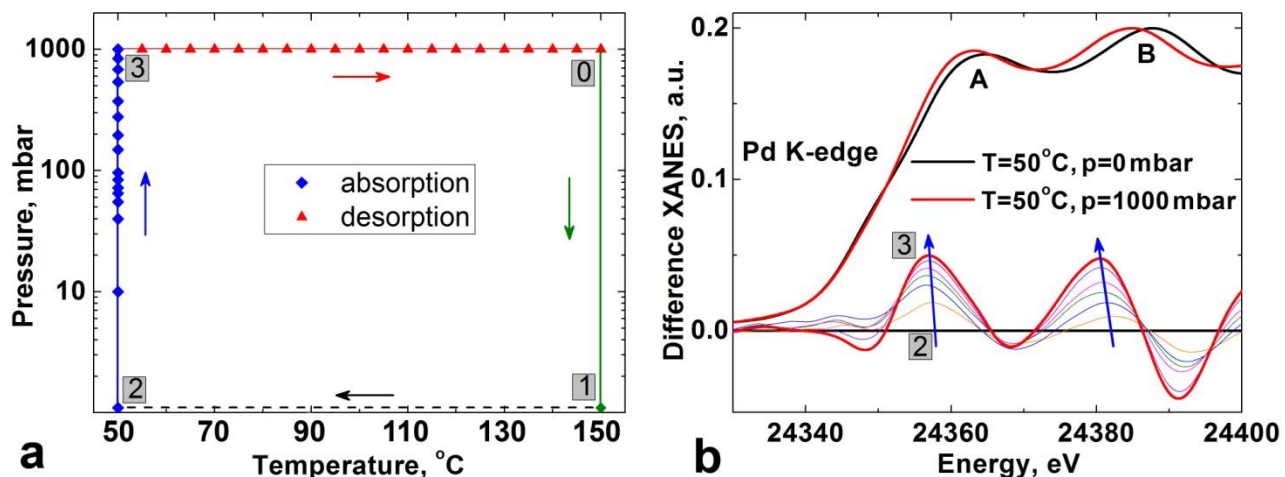 1000
100
10
Pressure, mbar
3
0
2
1
absorption
desorption
50
70
90
110
130
150
Temperature, °C
a
0.2
0.1
0.0
Difference XANES, a.u.
A
B
Pd K-edge
T=50°C, p=0 mbar
T=50°C, p=1000 mbar
3
2
24340
24360
24380
24400
Energy, eV
b